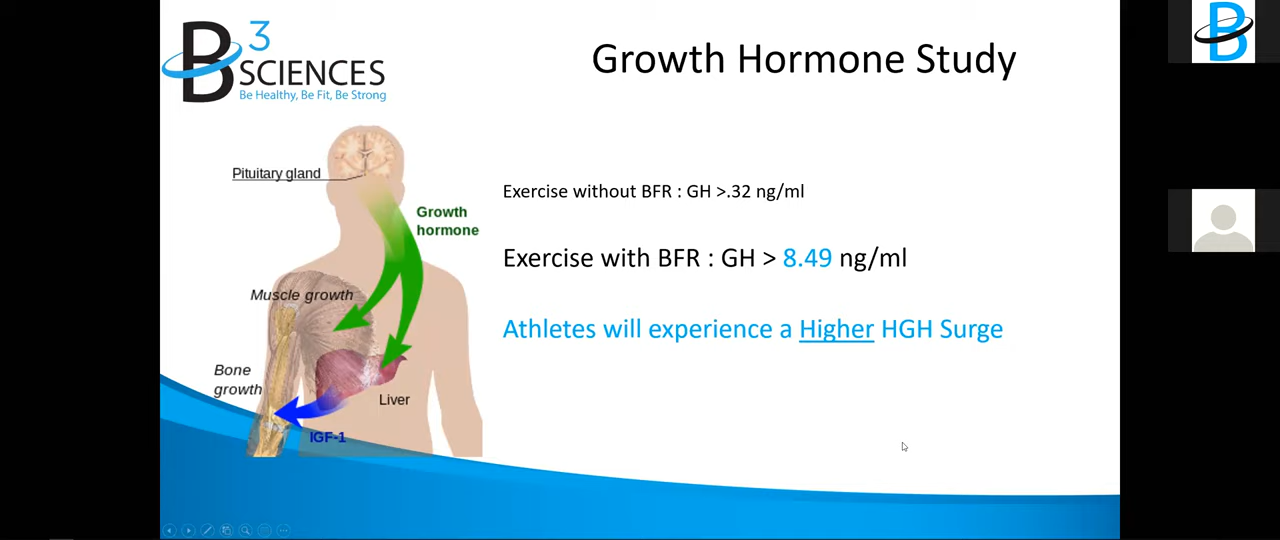 B3 SCIENCES
Be Healthy, Be Fit, Be Strong
Growth Hormone Study
Pituitary gland
Growth
hormone
Muscle growth
Bone
growth
Liver
IGF-1
Exercise without BFR : GH >.32 ng/ml
Exercise with BFR : GH > 8.49 ng/ml
Athletes will experience a Higher HGH Surge
B